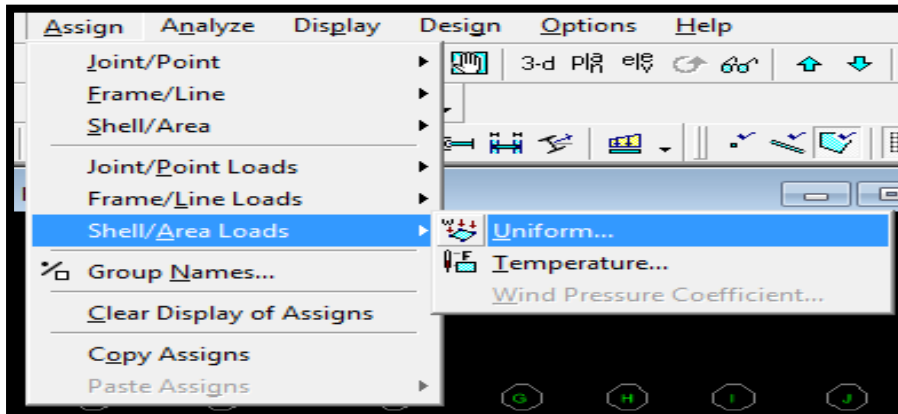 Assign Analyze Display Design Options Help
Joint/Point
3-d
Frame/Line
Shell/Area
Joint/Point Loads
Frame/Line Loads
Shell/Area Loads
Uniform...
Temperature...
Group Names...
Wind Pressure Coefficient...
Clear Display of Assigns
Copy Assigns
Paste Assigns
G H I J